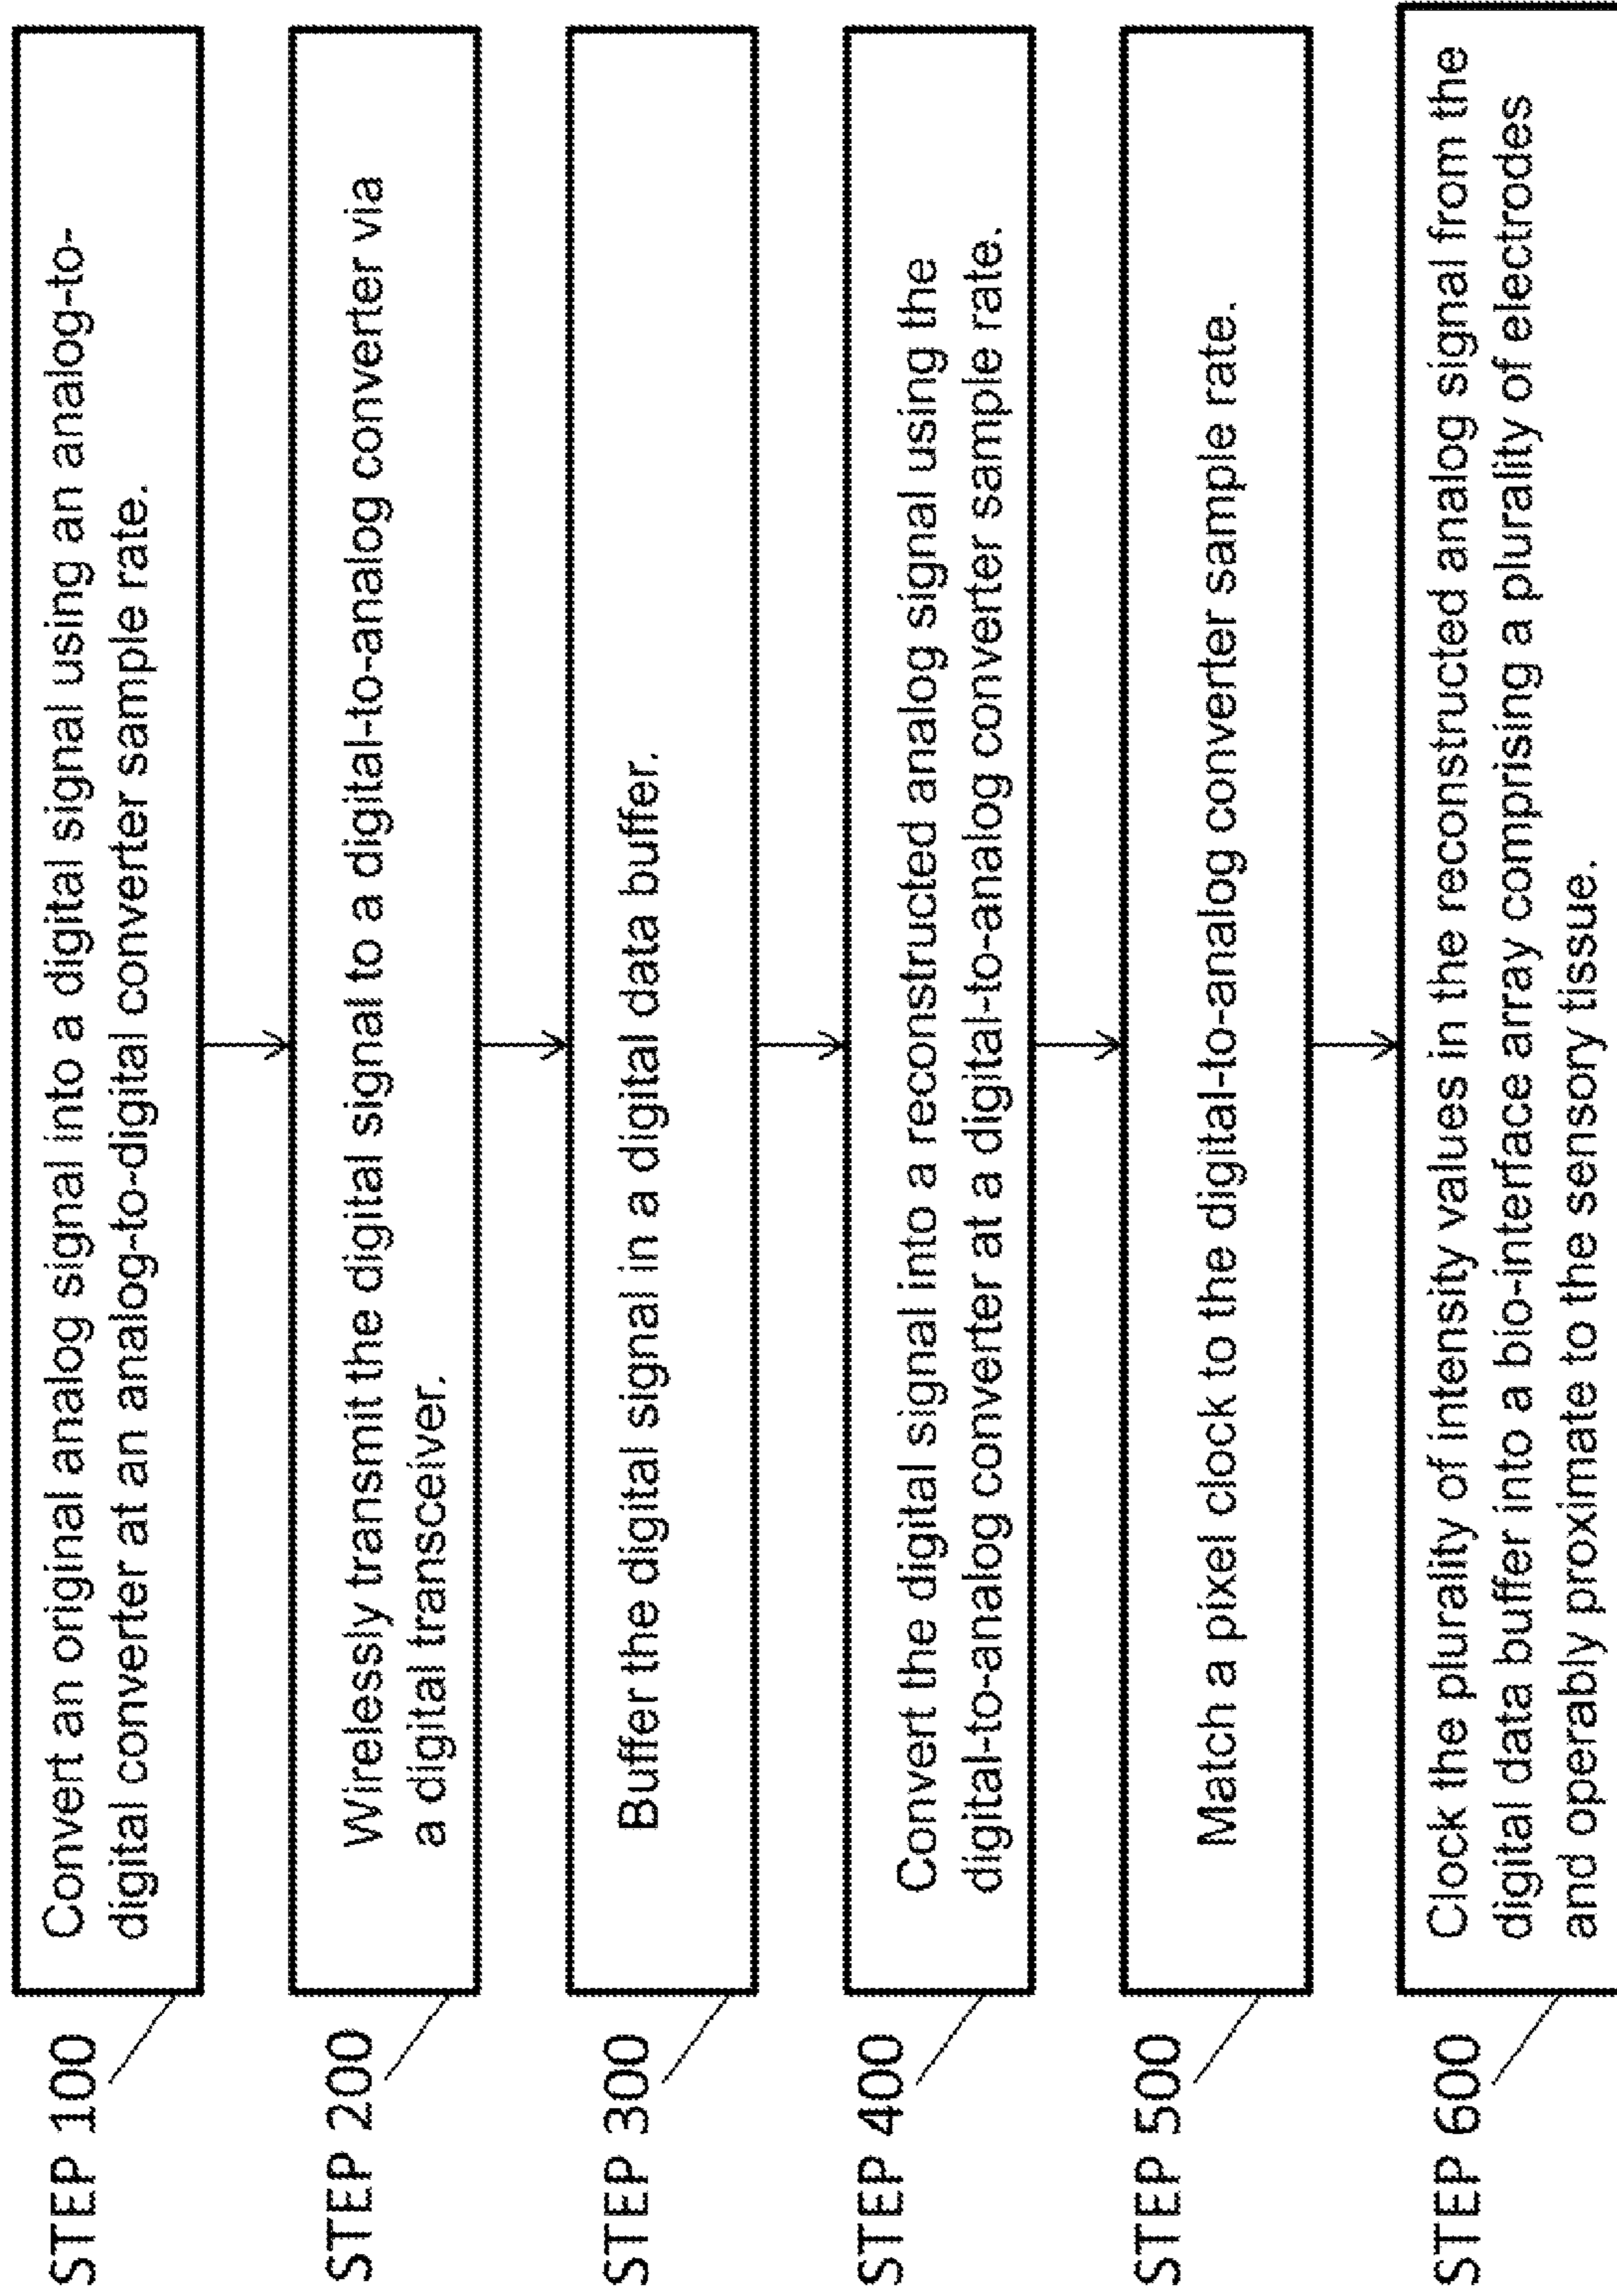 STEP 100
Convert an original analog signal into a digital signal using an analog-to-
digital converter at an analog-to-digital converter sample rate.
STEP 200
Wirelessly transmit the digital signal to a digital-to-analog converter via
a digital transceiver.
STEP 300
Buffer the digital signal in a digital data buffer.
STEP 400
Convert the digital signal into a reconstructed analog signal using the
digital-to-analog converter at a digital-to-analog converter sample rate.
STEP 500
Match a pixel clock to the digital-to-analog converter sample rate.
STEP 600
Clock the plurality of intensity values in the reconstructed analog signal from the
digital data buffer into a bio-interface array comprising a plurality of electrodes
and operably proximate to the sensory tissue.